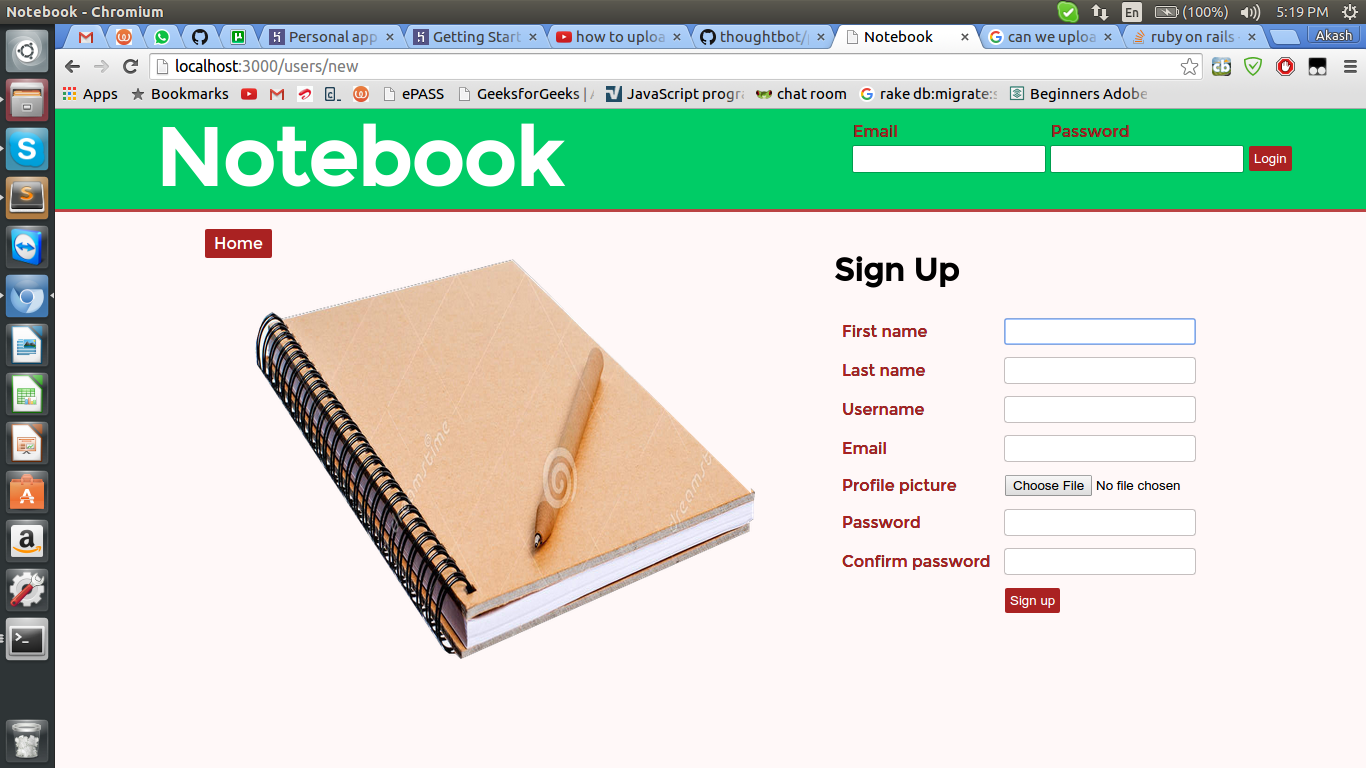 Notebook - Chromium
En
(100%)
5:19 PM
Personal app
Getting Start
how to uploa
thoughtbot/
Notebook
can we uploa
ruby on rails
Akash
localhost:3000/users/new
Apps
Bookmarks
ePASS
GeeksforGeeks |
JavaScript progra
chat room
rake db:migrate:s
Beginners Adobe
Notebook
Email
Password
Login
Home
Sign Up
First name
Last name
Username
Email
Profile picture
Choose File No file chosen
Password
Confirm password
Sign up